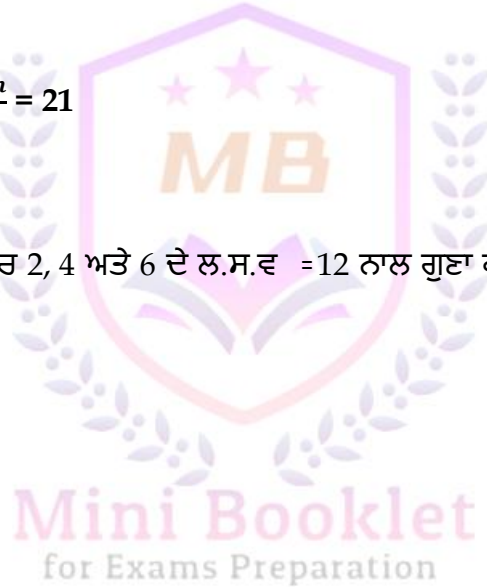 = 21
MB
2, 4 ਅਤੇ 6 ਦੇ ਲ.ਸ.ਵ =12 ਨਾਲ ਗੁਣਾ
Mini Booklet
for Exams Preparation